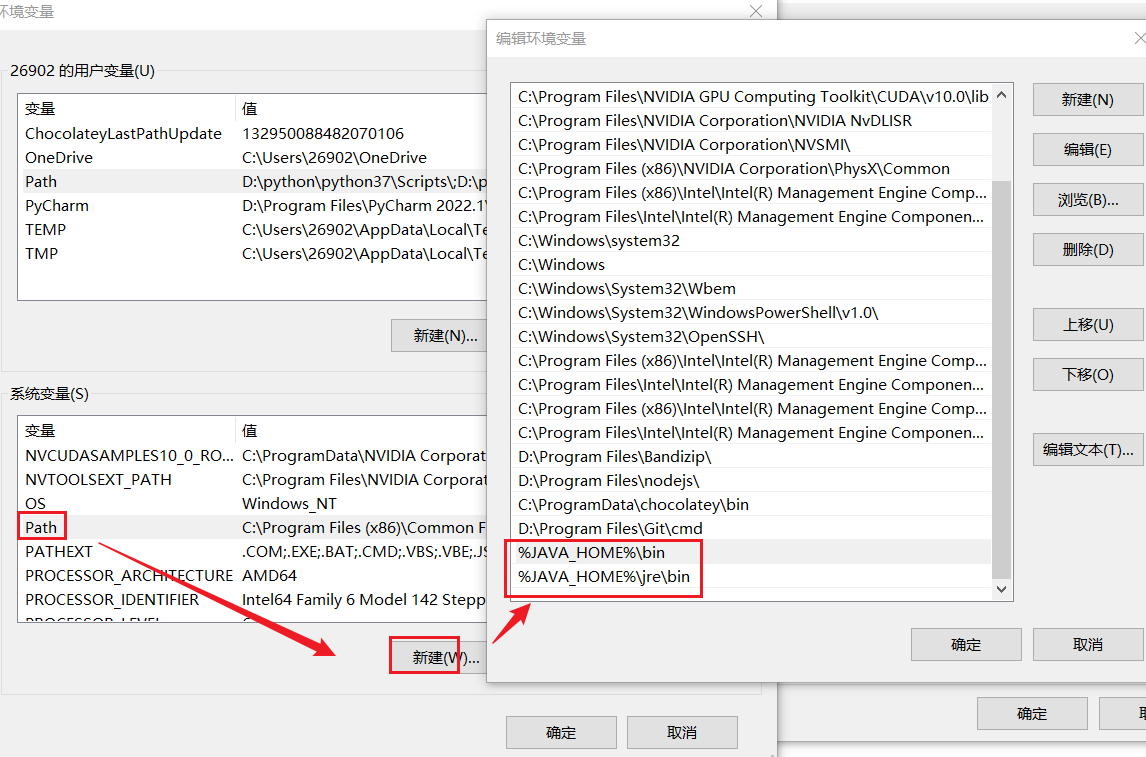 环境变量
26902 的用户变量(U)
变量 值
ChocolateyLastPathUpdate 132950088482070106
OneDrive C:\Users\26902\OneDrive
Path D:\python\python37\Scripts\;D:\p
PyCharm D:\Program Files\PyCharm 2022.1\
TEMP C:\Users\26902\AppData\Local\Te
TMP C:\Users\26902\AppData\Local\Te
新建(N)...
系统变量(S)
变量 值
NVCUDASAMPLES10_0_RO... C:\ProgramData\NVIDIA Corporat
NVTOOLSEXT_PATH C:\Program Files\NVIDIA Corporat
OS Windows_NT
Path C:\Program Files (x86)\Common F
PATHEXT .COM;.EXE;.BAT;.CMD;.VBS;.VBE;.JS
PROCESSOR_ARCHITECTURE AMD64
PROCESSOR_IDENTIFIER Intel64 Family 6 Model 142 Stepp
新建(W)...
确定
取消
编辑环境变量
C:\Program Files\NVIDIA GPU Computing Toolkit\CUDA\v10.0\lib
C:\Program Files\NVIDIA Corporation\NVIDIA NvDLISR
C:\Program Files\NVIDIA Corporation\NVSMI\
C:\Program Files (x86)\NVIDIA Corporation\PhysX\Common
C:\Program Files (x86)\Intel\Intel(R) Management Engine Comp...
C:\Program Files\Intel\Intel(R) Management Engine Componen...
C:\Windows\system32
C:\Windows
C:\Windows\System32\Wbem
C:\Windows\System32\WindowsPowerShell\v1.0\
C:\Windows\System32\OpenSSH\
C:\Program Files (x86)\Intel\Intel(R) Management Engine Comp...
C:\Program Files\Intel\Intel(R) Management Engine Componen...
C:\Program Files (x86)\Intel\Intel(R) Management Engine Comp...
C:\Program Files\Intel\Intel(R) Management Engine Componen...
D:\Program Files\Bandizip\
D:\Program Files\nodejs\
C:\ProgramData\chocolatey\bin
D:\Program Files\Git\cmd
%JAVA_HOME%\bin
%JAVA_HOME%\jre\bin
新建(N)
编辑(E)
浏览(B)...
删除(D)
上移(U)
下移(O)
编辑文本(T)...
确定
取消
确定